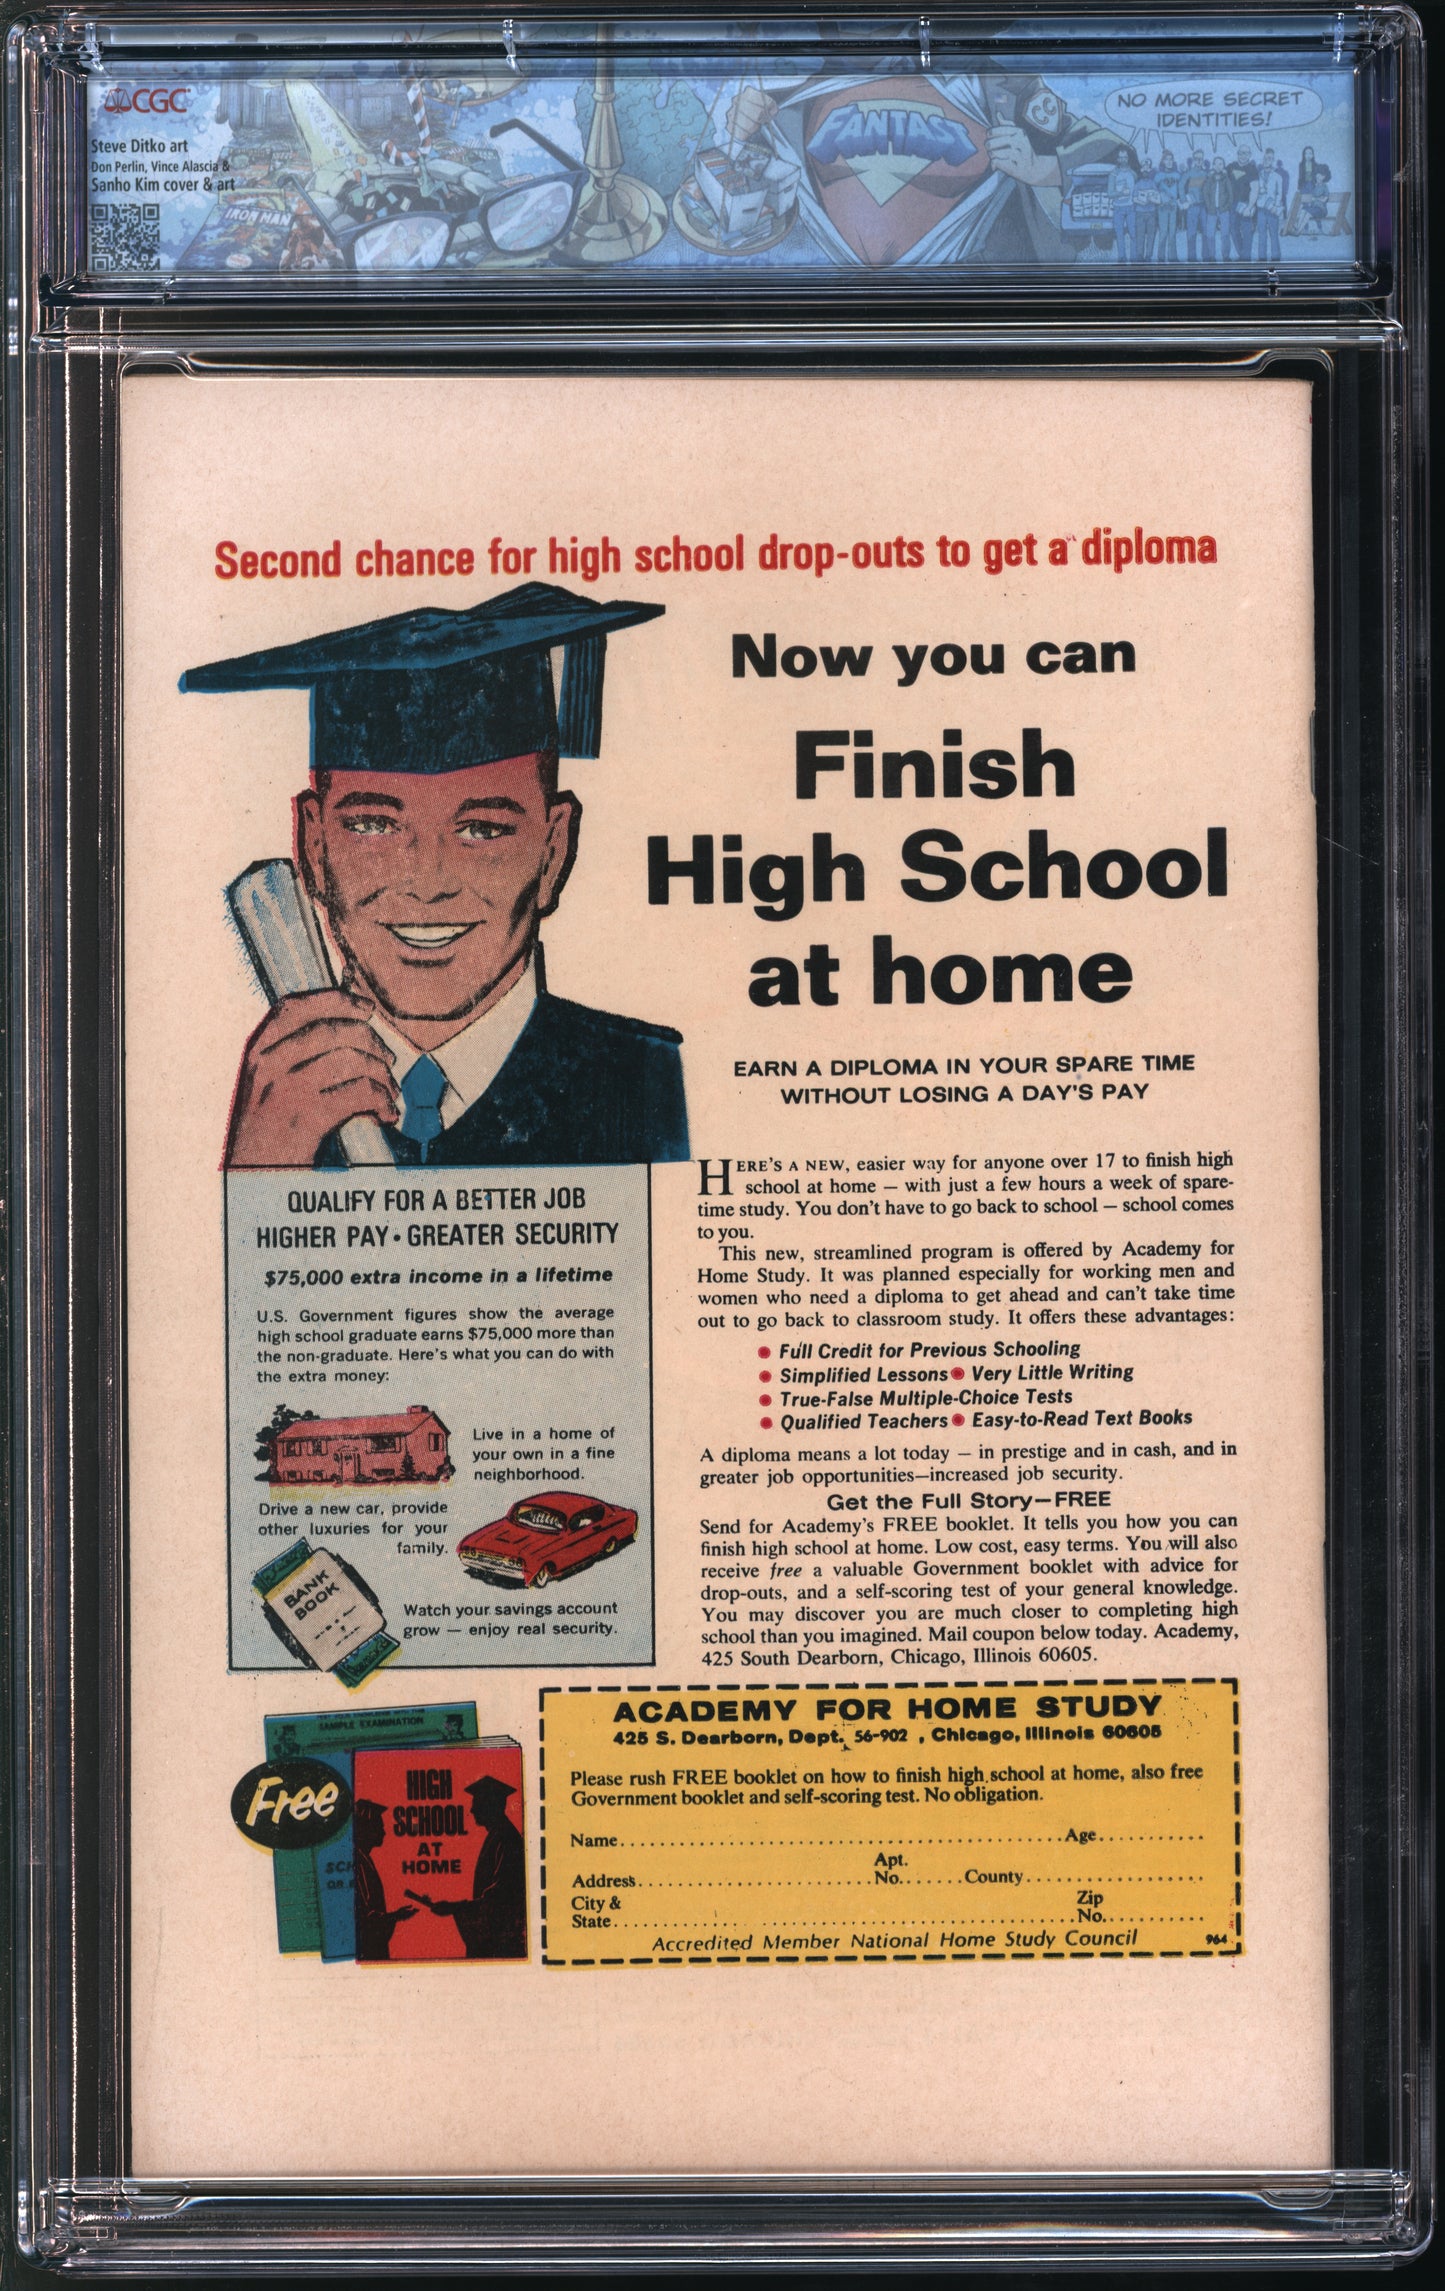 CGC
Steve Ditko art
Don Perlin, Vince Alascia &
Sanho Kim cover & art
IRON MAN
FANTAST
CGC
NO MORE SECRET
IDENTITIES!
Second chance for high school drop-outs to get a diploma
Now you can
Finish
High School
at home
EARN A DIPLOMA IN YOUR SPARE TIME
WITHOUT LOSING A DAY'S PAY
HERE'S A NEW, easier way for anyone over 17 to finish high
school at home — with just a few hours a week of spare-
time study. You don't have to go back to school — school comes
to you.
This new, streamlined program is offered by Academy for
Home Study. It was planned especially for working men and
women who need a diploma to get ahead and can't take time
out to go back to classroom study. It offers these advantages:
• Full Credit for Previous Schooling
• Simplified Lessons • Very Little Writing
• True-False Multiple-Choice Tests
• Qualified Teachers • Easy-to-Read Text Books
A diploma means a lot today — in prestige and in cash, and in
greater job opportunities—increased job security.
Get the Full Story—FREE
Send for Academy's FREE booklet. It tells you how you can
finish high school at home. Low cost, easy terms. You will also
receive free a valuable Government booklet with advice for
drop-outs, and a self-scoring test of your general knowledge.
You may discover you are much closer to completing high
school than you imagined. Mail coupon below today. Academy,
425 South Dearborn, Chicago, Illinois 60605.
QUALIFY FOR A BETTER JOB
HIGHER PAY • GREATER SECURITY
$75,000 extra income in a lifetime
U.S. Government figures show the average
high school graduate earns $75,000 more than
the non-graduate. Here's what you can do with
the extra money:
Live in a home of
your own in a fine
neighborhood.
Drive a new car, provide
other luxuries for your
family.
BANK
BOOK
Watch your savings account
grow — enjoy real security.
SAMPLE EXAMINATION
Free
HIGH
SCHOOL
AT
HOME
ACADEMY FOR HOME STUDY
425 S. Dearborn, Dept. 56-902 , Chicago, Illinois 60605
Please rush FREE booklet on how to finish high school at home, also free
Government booklet and self-scoring test. No obligation.
Name.............................................Age...........
Apt.
Address.......................No.......County..................
City & Zip
State.............................................No...........
Accredited Member National Home Study Council 964